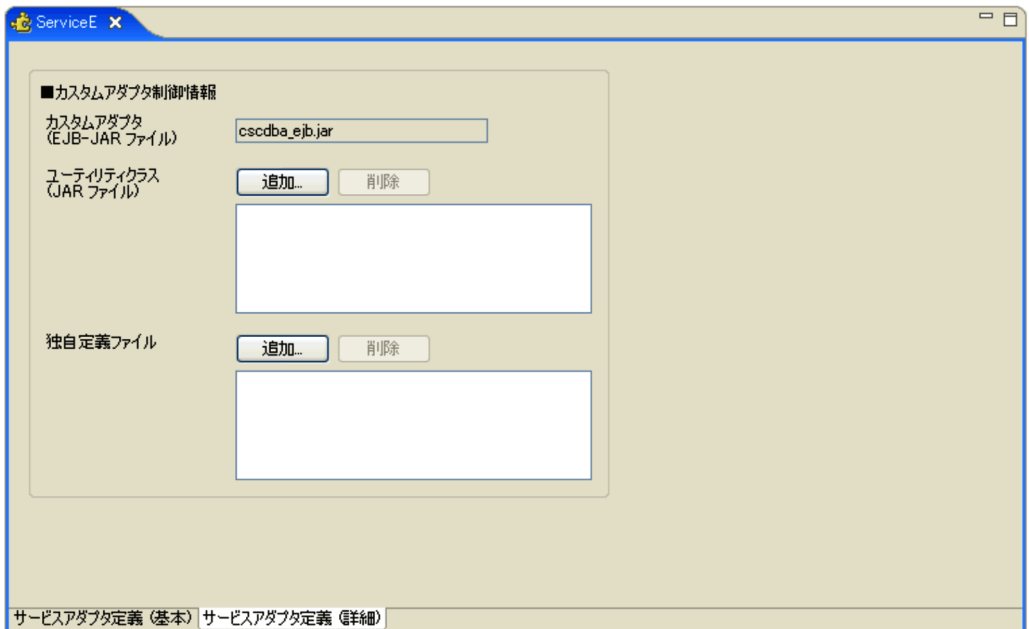 ServiceE
■カスタムアダプタ制御情報
カスタムアダプタ
(EJB-JAR ファイル)
cscdba_ejb.jar
ユーティリティクラス
(JAR ファイル)
追加...
削除
独自定義ファイル
追加...
削除
サービスアダプタ定義 (基本)
サービスアダプタ定義 (詳細)